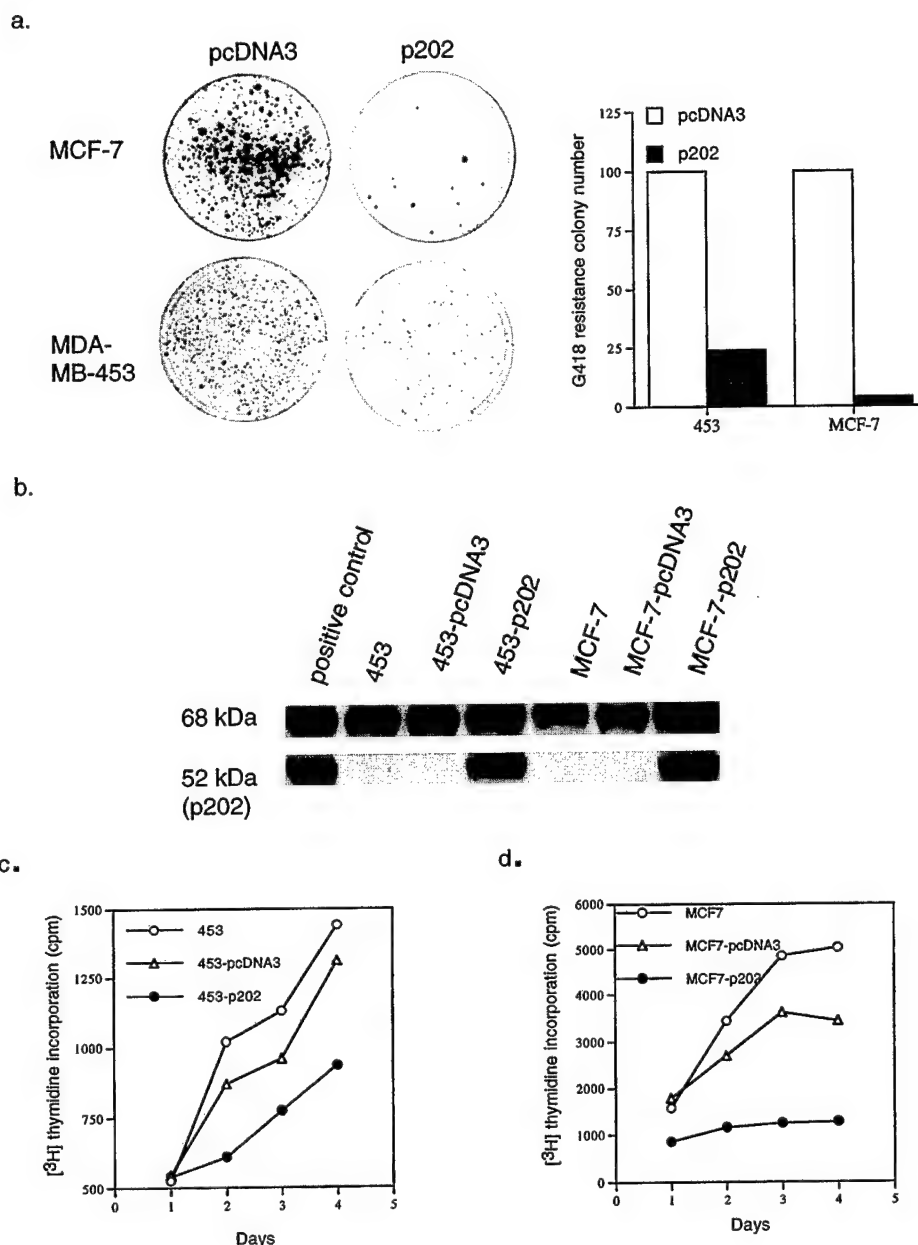 a.
pcDNA3
p202
MCF-7
MDA-
MB-453
G418 resistance colony number
125
100
75
50
25
0
pcDNA3
p202
453
MCF-7
b.
positive control
453
453-pcDNA3
453-p202
MCF-7
MCF-7-pcDNA3
MCF-7-p202
68 kDa
52 kDa
(p202)
c.
[3H] thymidine incorporation (cpm)
1500
1250
1000
750
500
453
453-pcDNA3
453-p202
0
1
2
3
4
5
Days
d.
[3H] thymidine incorporation (cpm)
6000
5000
4000
3000
2000
1000
0
MCF7
MCF7-pcDNA3
MCF7-p202
0
1
2
3
4
5
Days